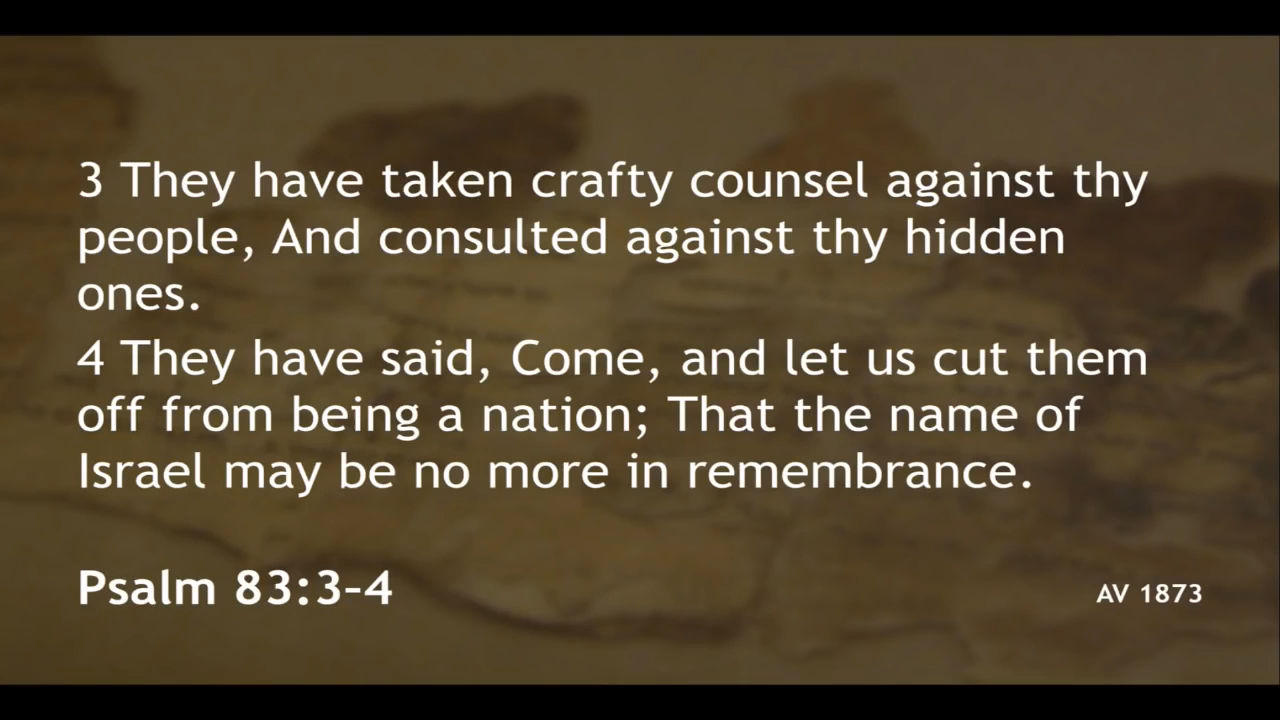 3 They have taken crafty counsel against thy
people, And consulted against thy hidden
ones.
4 They have said, Come, and let us cut them
off from being a nation; That the name of
Israel may be no more in remembrance.
Psalm 83:3-4
AV 1873